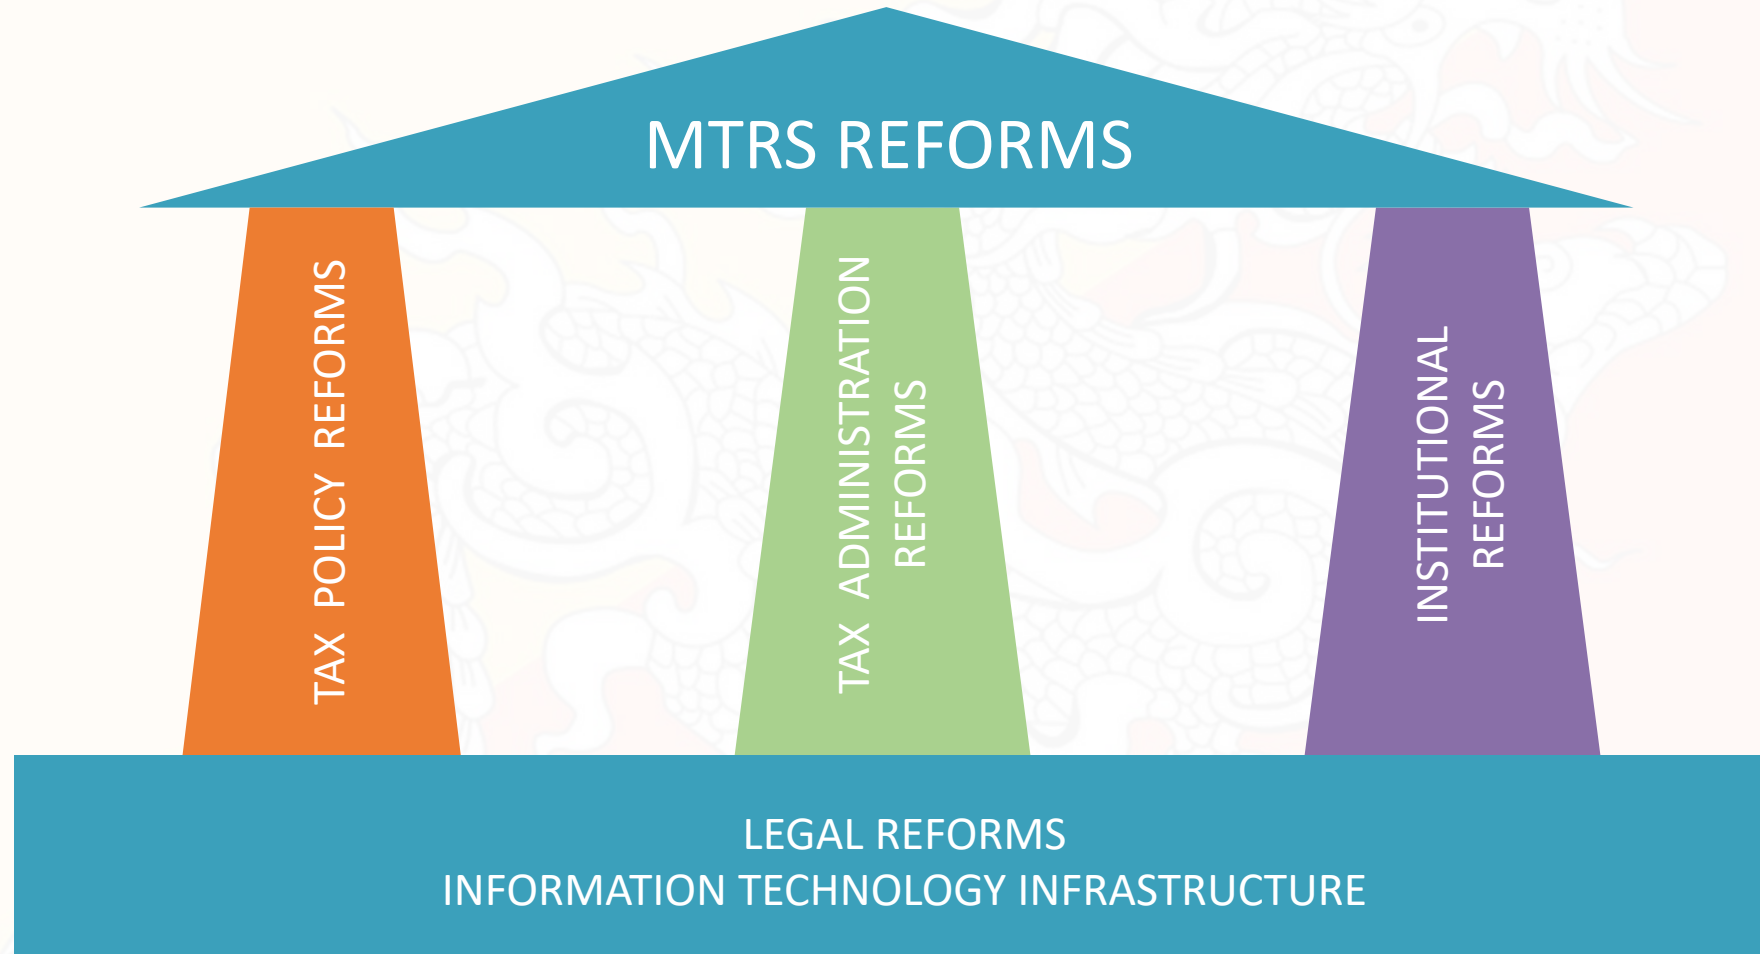 MTRS REFORMS
TAX POLICY REFORMS
TAX ADMINISTRATION
REFORMS
INSTITUTIONAL
REFORMS
LEGAL REFORMS
INFORMATION TECHNOLOGY INFRASTRUCTURE